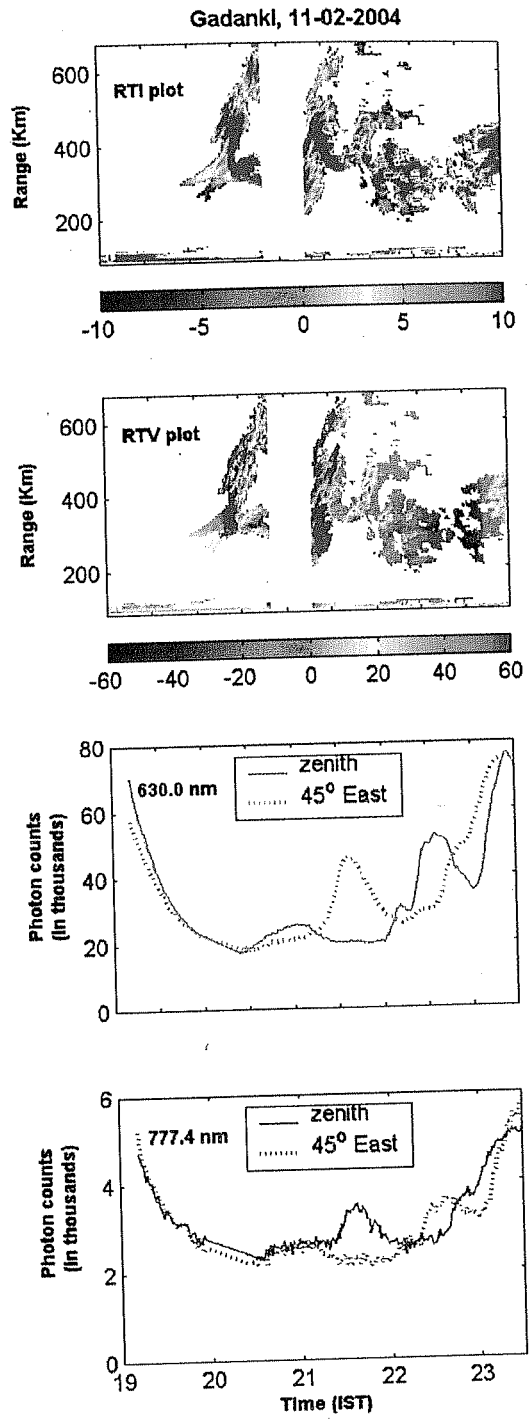 Gadanki, 11-02-2004
RTI plot
Range (Km)
600
400
200
-10 -5 0 5 10
RTV plot
Range (Km)
600
400
200
-60 -40 -20 0 20 40 60
630.0 nm
zenith
45° East
Photon counts
(In thousands)
80
60
40
20
0
777.4 nm
zenith
45° East
Photon counts
(In thousands)
6
4
2
0
19 20 21 22 23
Time (IST)